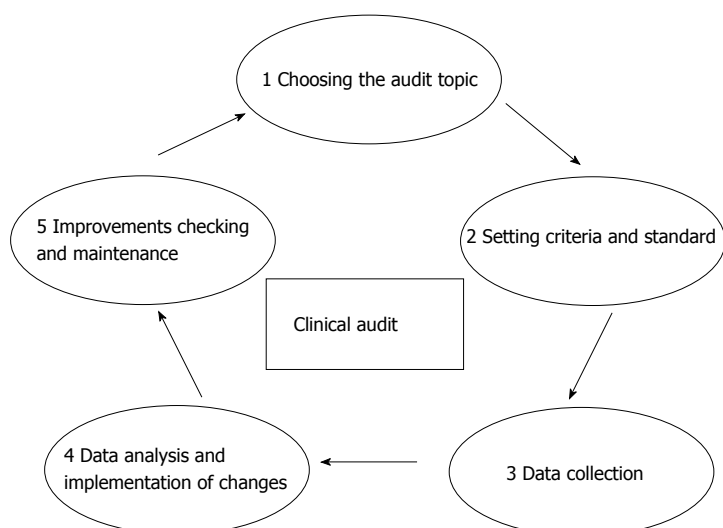 1 Choosing the audit topic
2 Setting criteria and standard
3 Data collection
4 Data analysis and
implementation of changes
5 Improvements checking
and maintenance
Clinical audit